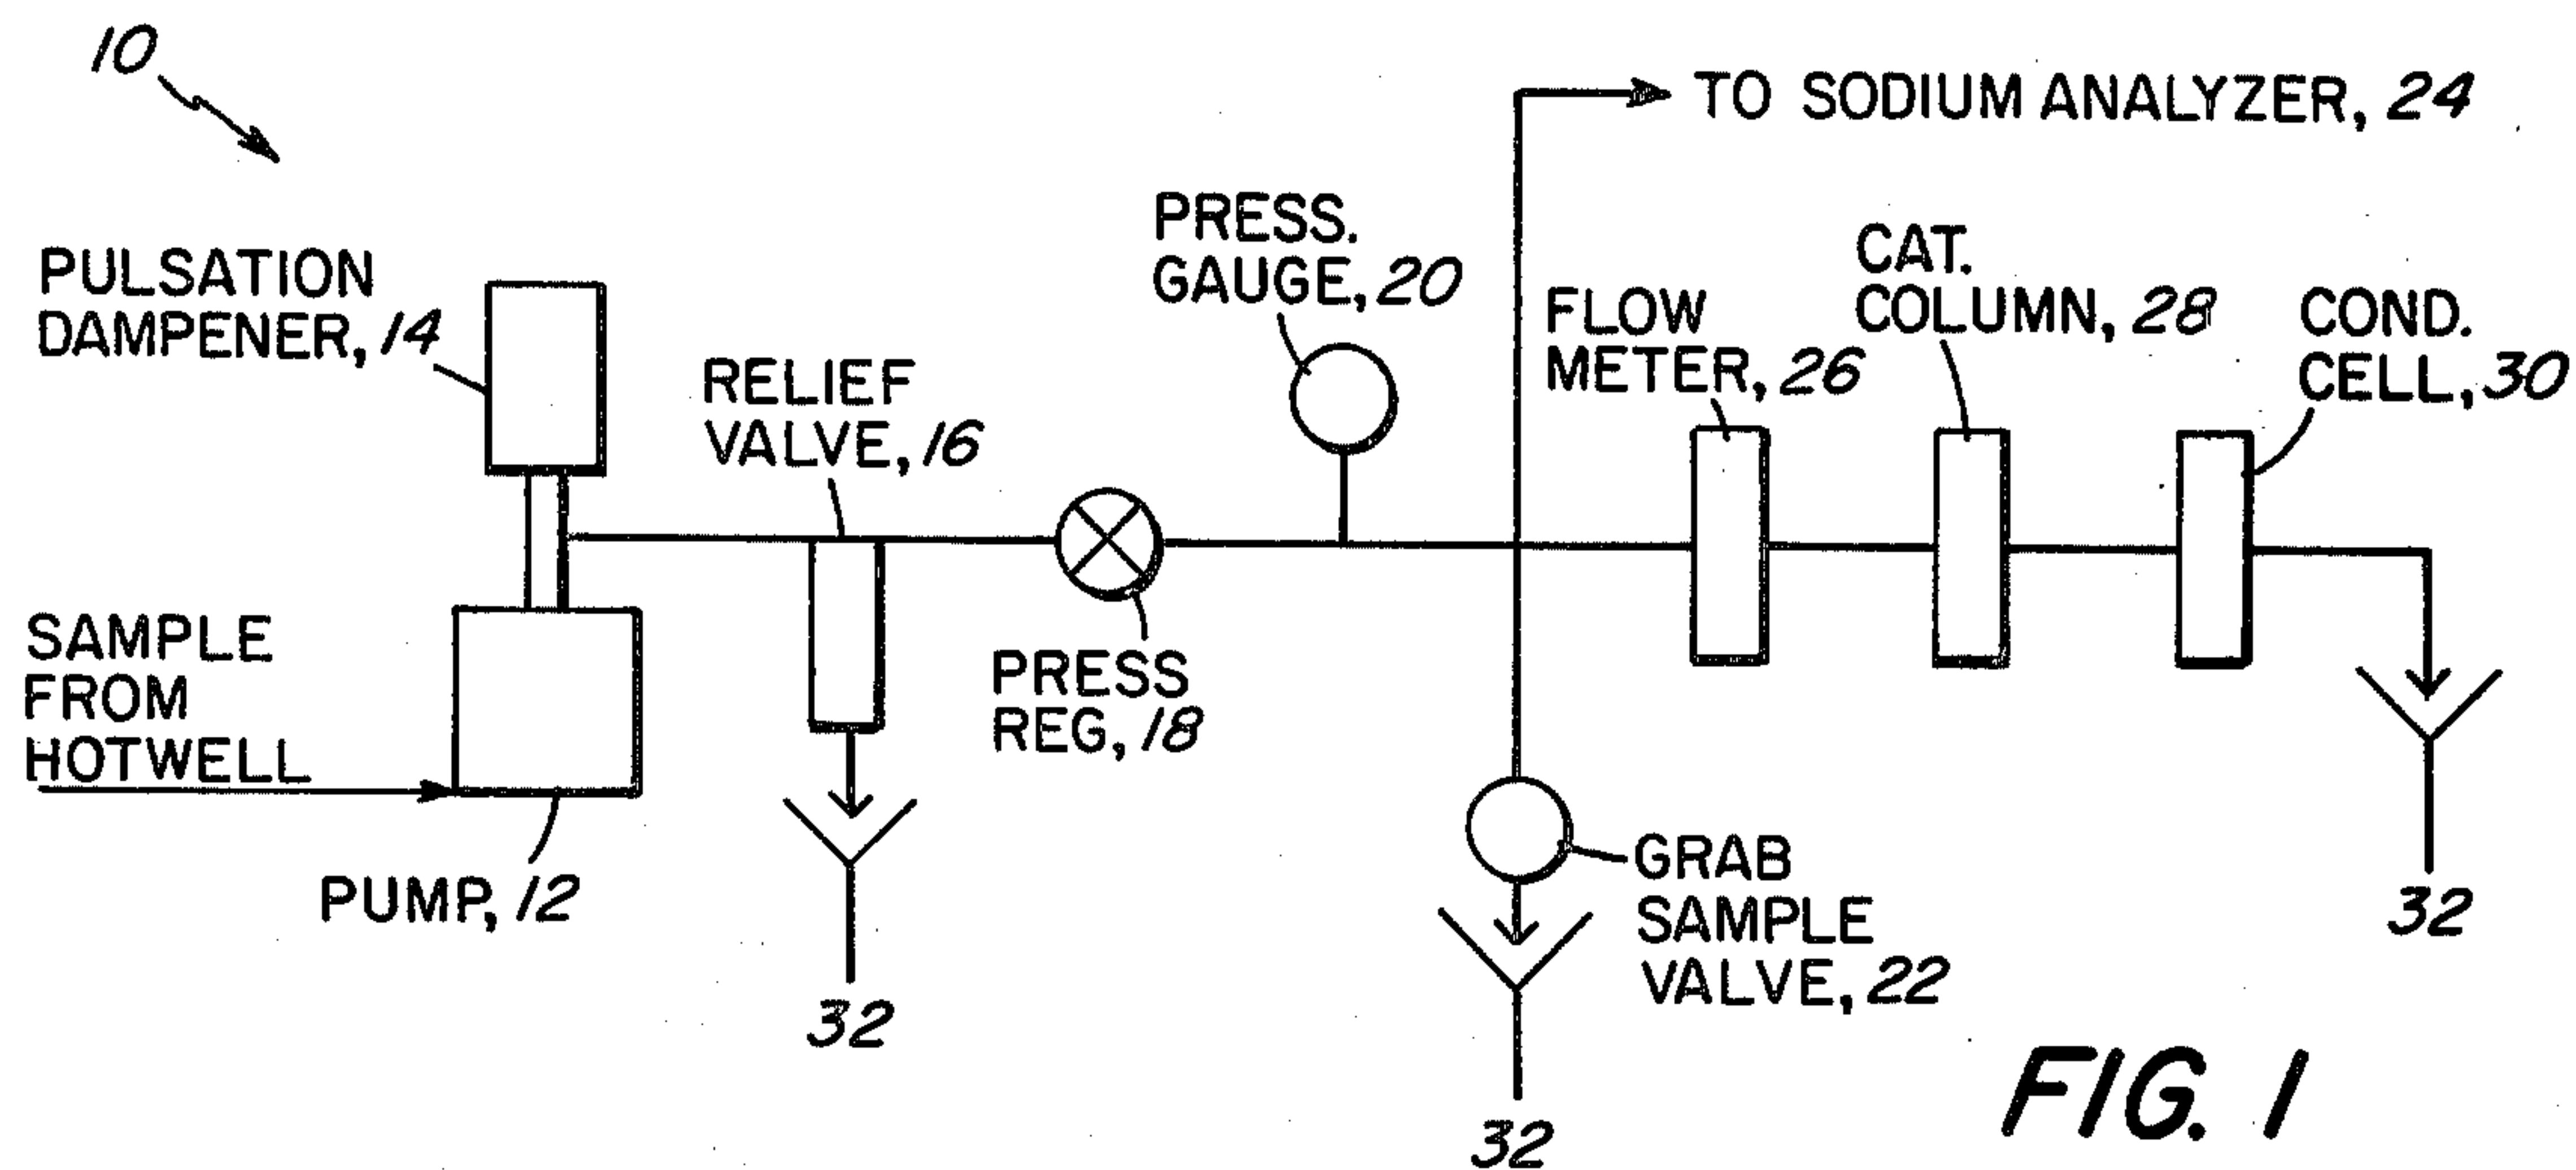 10
TO SODIUM ANALYZER, 24
PRESS.
GAUGE, 20
PULSATION
DAMPENER, 14
RELIEF
VALVE, 16
FLOW
METER, 26
CAT.
COLUMN, 28
COND.
CELL, 30
SAMPLE
FROM
HOTWELL
PRESS
REG, 18
PUMP, 12
GRAB
SAMPLE
VALVE, 22
32
32
32
FIG. 1